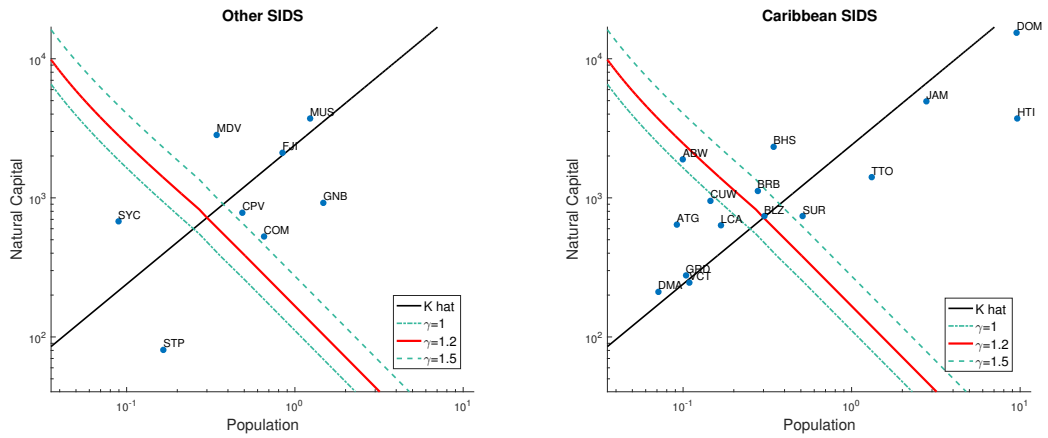 Other SIDS
10^4
10^3
10^2
10^-1
10^0
10^1
Natural Capital
Population
MUS
MDV
FJI
GNB
CPV
SYC
COM
STP
K hat
γ=1
γ=1.2
γ=1.5
Caribbean SIDS
10^4
10^3
10^2
10^-1
10^0
10^1
Natural Capital
Population
DOM
JAM
HTI
BHS
ABW
TTO
BRB
CUW
BLZ
SUR
ATG
LCA
GRD
VCT
DMA
K hat
γ=1
γ=1.2
γ=1.5